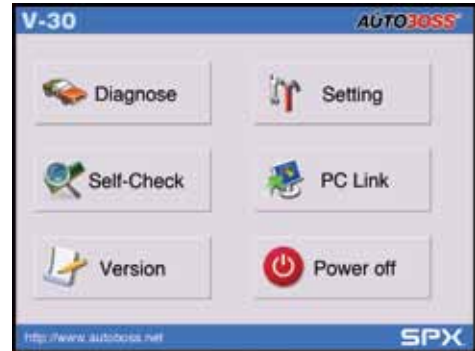 V-30 AUTOBOSS
Diagnose Setting
Self-Check PC Link
Version Power off
http://www.autoboss.net SPX